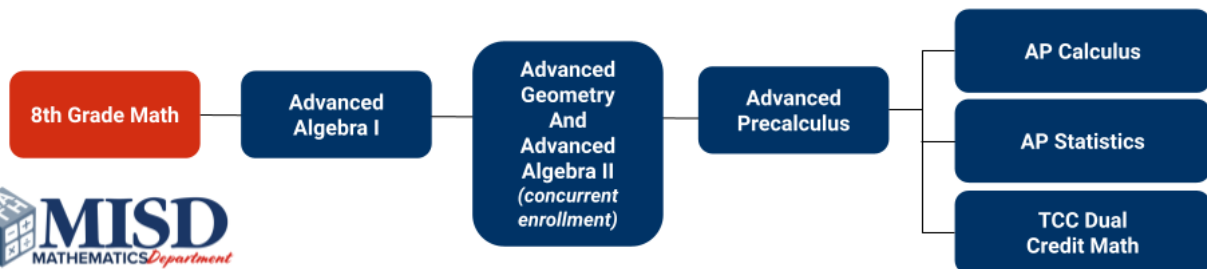 8th Grade Math
Advanced
Algebra I
Advanced
Geometry
And
Advanced
Algebra II
(concurrent
enrollment)
Advanced
Precalculus
AP Calculus
AP Statistics
TCC Dual
Credit Math
MISD
MATHEMATICS Department